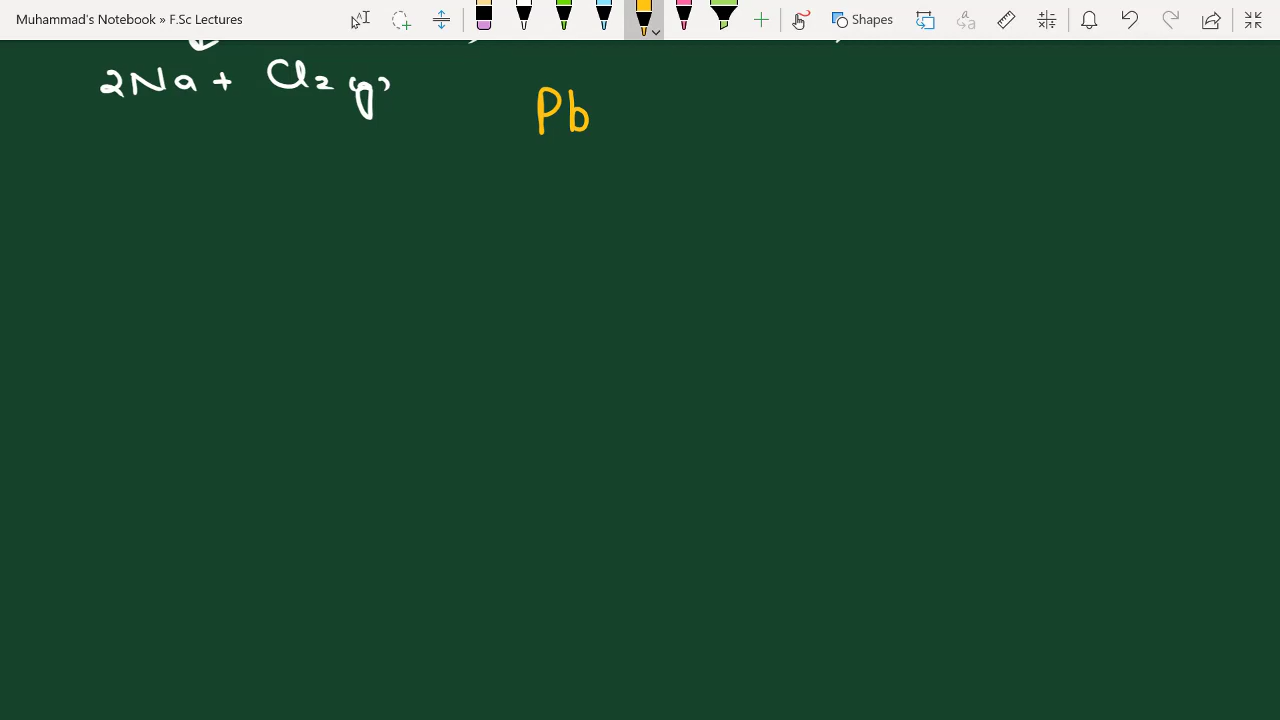 Muhammad's Notebook » F.Sc Lectures
Shapes
2Na + Cl2 (g)
Pb